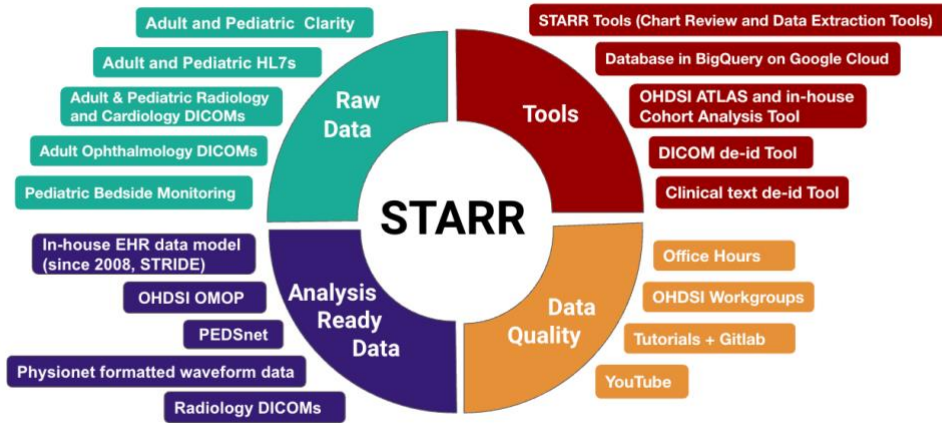 Adult and Pediatric Clarity
Adult and Pediatric HL7s
Adult & Pediatric Radiology
and Cardiology DICOMs
Adult Ophthalmology DICOMs
Pediatric Bedside Monitoring
Raw
Data
STARR Tools (Chart Review and Data Extraction Tools)
Database in BigQuery on Google Cloud
OHDSI ATLAS and in-house
Cohort Analysis Tool
DICOM de-id Tool
Clinical text de-id Tool
Tools
STARR
In-house EHR data model
(since 2008, STRIDE)
OHDSI OMOP
PEDSnet
Physionet formatted waveform data
Radiology DICOMs
Analysis
Ready
Data
Data
Quality
Office Hours
OHDSI Workgroups
Tutorials + Gitlab
YouTube